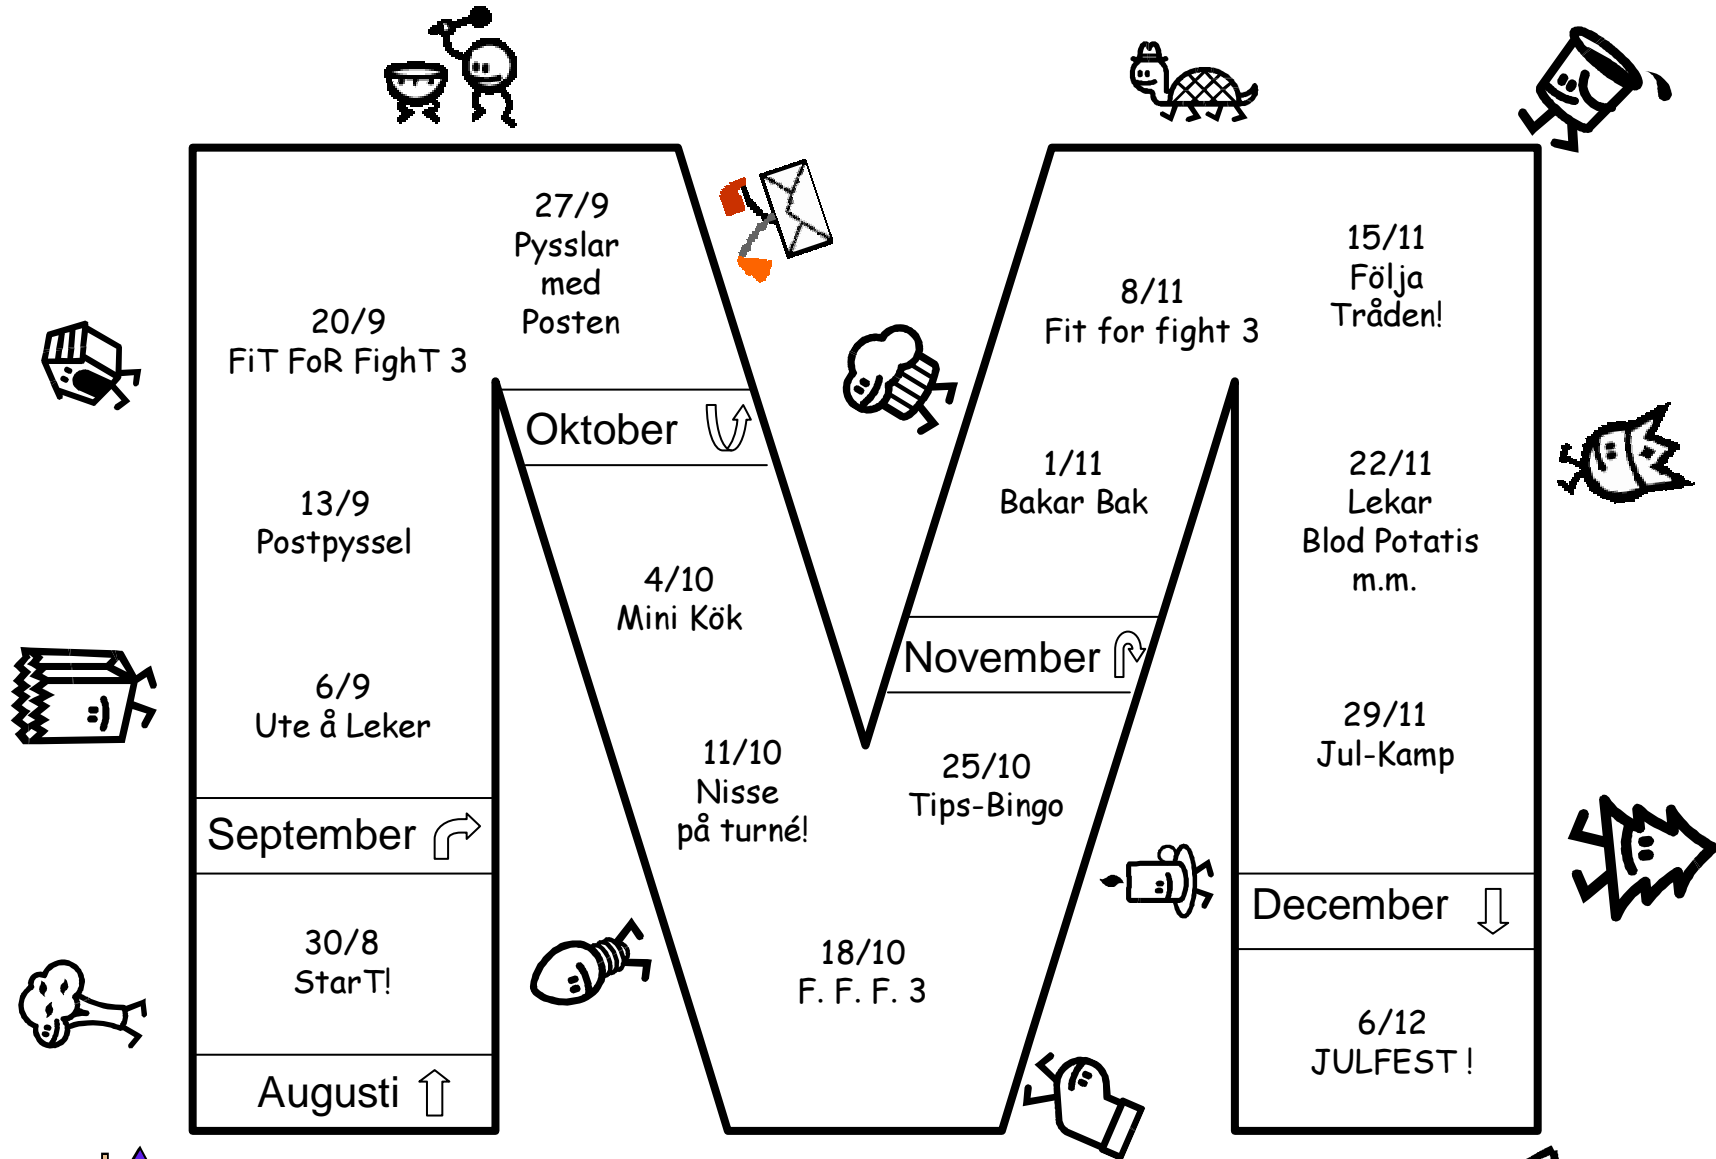 Augusti
30/8
StarT!
September
6/9
Ute å Leker
13/9
Postpyssel
20/9
FiT FoR FighT 3
27/9
Pysslar
med
Posten
Oktober
4/10
Mini Kök
11/10
Nisse
på turné!
18/10
F. F. F. 3
25/10
Tips-Bingo
November
1/11
Bakar Bak
8/11
Fit for fight 3
15/11
Följa
Tråden!
22/11
Lekar
Blod Potatis
m.m.
29/11
Jul-Kamp
December
6/12
JULFEST !